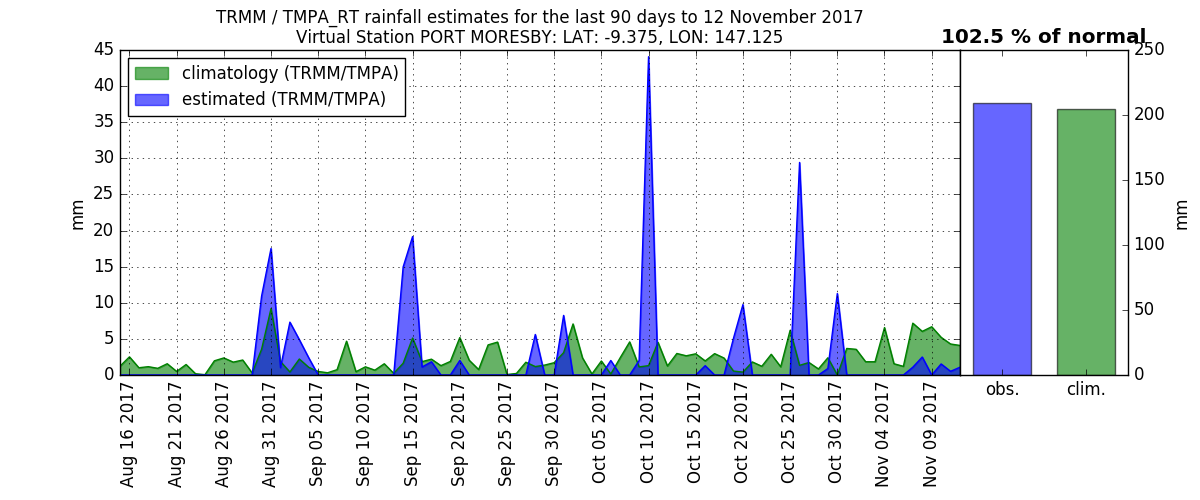 TRMM / TMPA_RT rainfall estimates for the last 90 days to 12 November 2017
Virtual Station PORT MORESBY: LAT: -9.375, LON: 147.125
102.5 % of normal
climatology (TRMM/TMPA)
estimated (TRMM/TMPA)
45
40
35
30
25
20
15
10
5
0
mm
Aug 16 2017
Aug 21 2017
Aug 26 2017
Aug 31 2017
Sep 05 2017
Sep 10 2017
Sep 15 2017
Sep 20 2017
Sep 25 2017
Sep 30 2017
Oct 05 2017
Oct 10 2017
Oct 15 2017
Oct 20 2017
Oct 25 2017
Oct 30 2017
Nov 04 2017
Nov 09 2017
250
200
150
100
50
0
mm
obs.
clim.